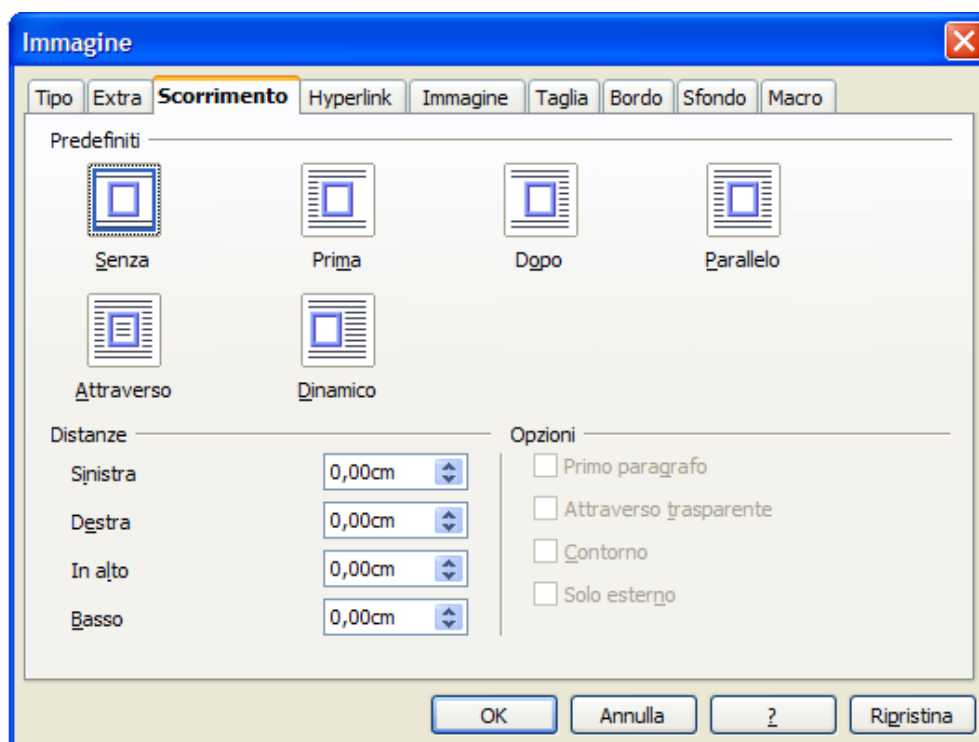 Immagine
Tipo Extra Scorrimento Hyperlink Immagine Taglia Bordo Sfondo Macro
Predefiniti
Senza Prima Dopo Parallelo
Attraverso Dinamico
Distanze Opzioni
Sinistra 0,00cm Primo paragrafo
Destra 0,00cm Attraverso trasparente
In alto 0,00cm Contorno
Basso 0,00cm Solo esterno
OK Annulla ? Ripristina